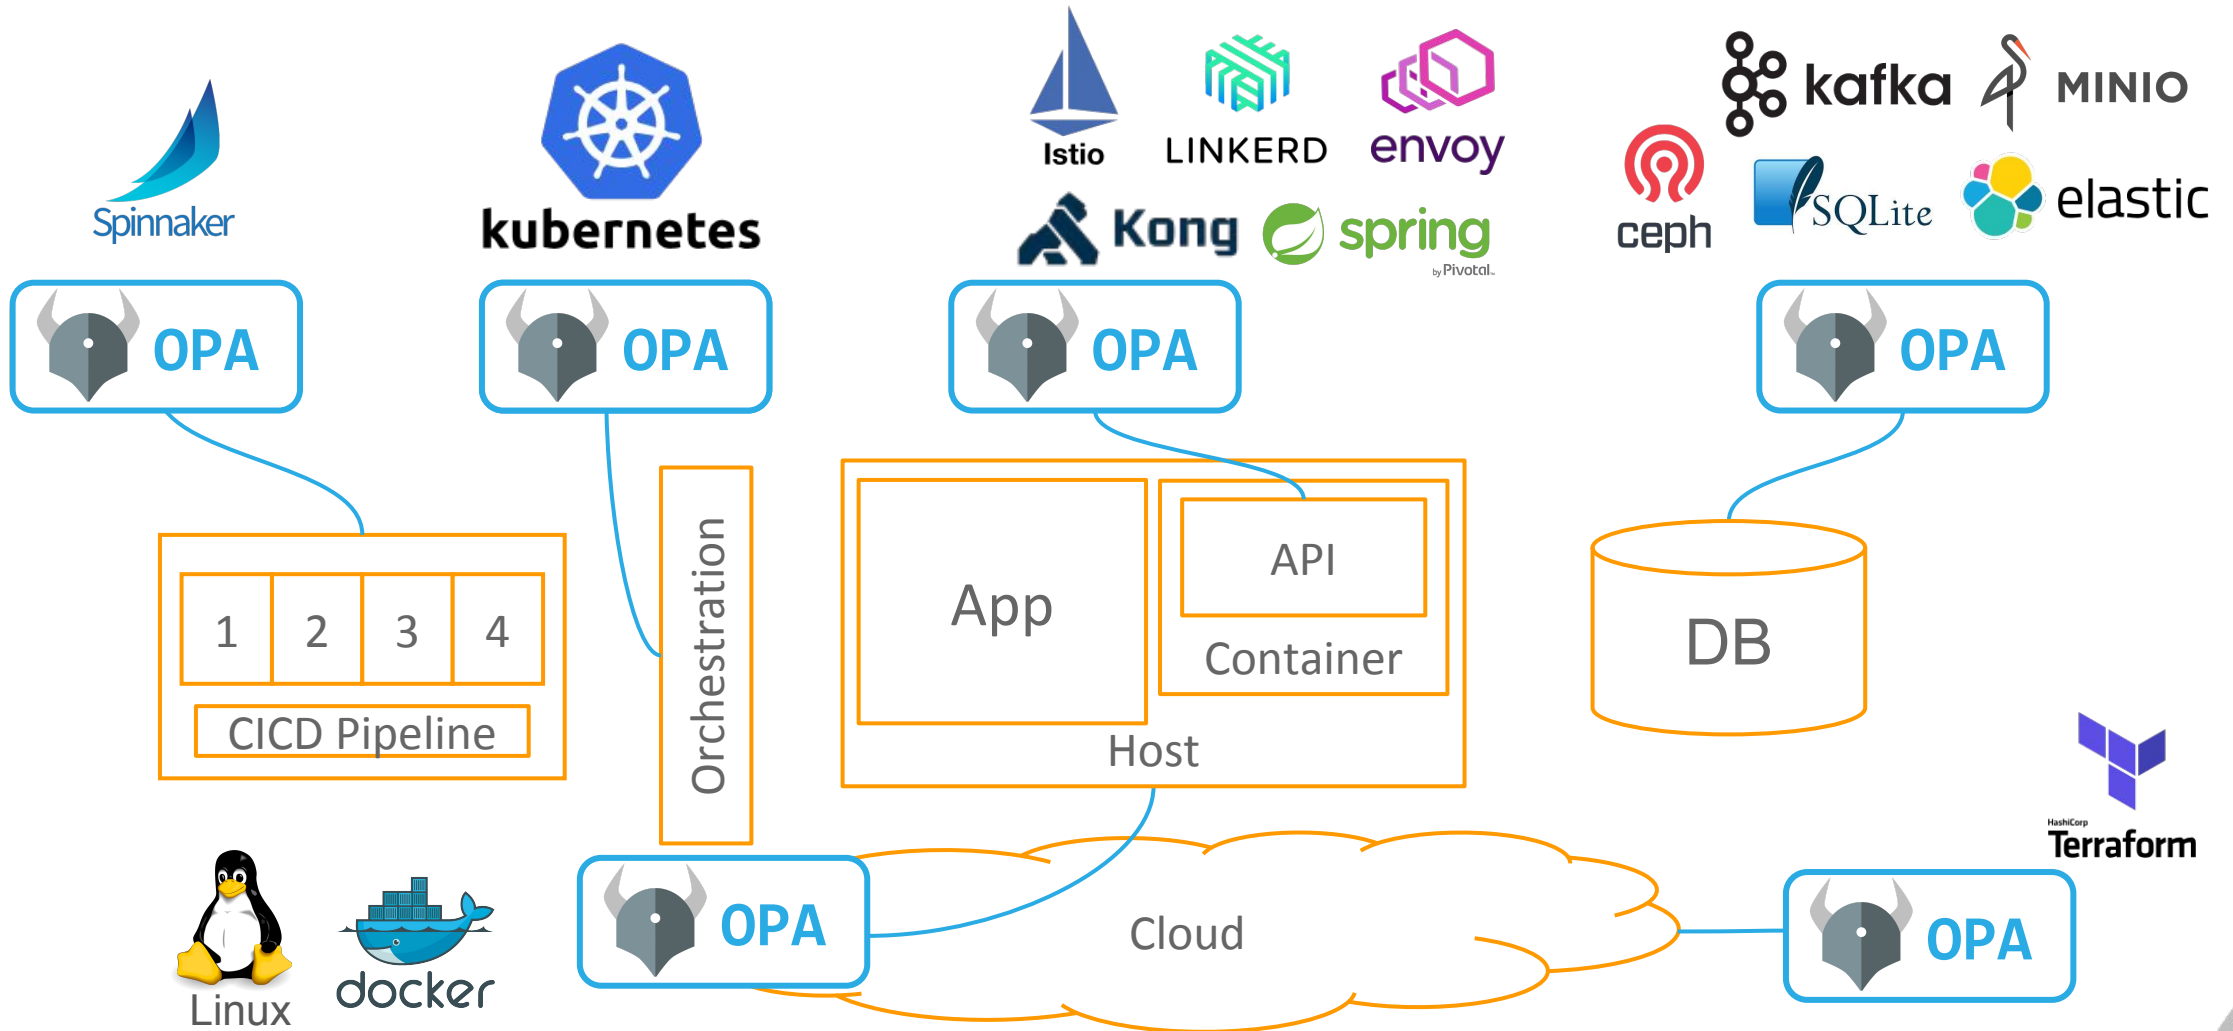 Spinnaker
kubernetes
Istio
LINKERD
envoy
Kong
spring
by Pivotal™
kafka
MINIO
ceph
SQLite
elastic
OPA
OPA
OPA
OPA
1
2
3
4
CICD Pipeline
Orchestration
App
API
Container
Host
DB
HashiCorp
Terraform
Linux
docker
OPA
Cloud
OPA